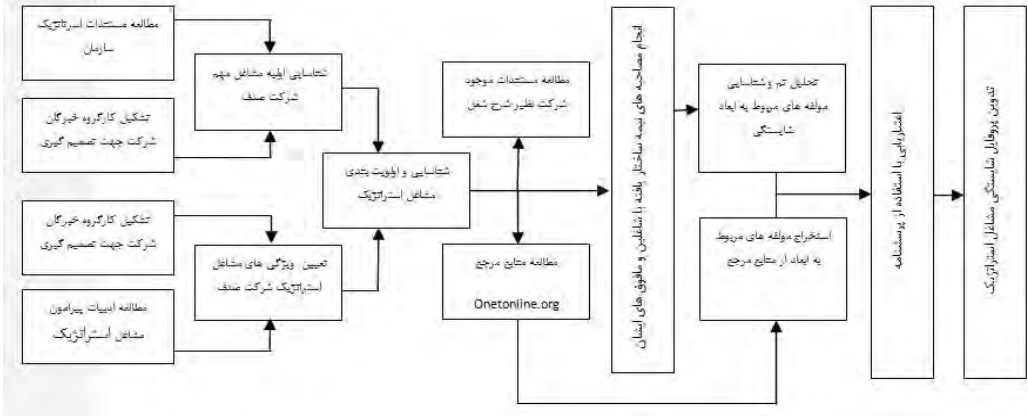 مطالعه مستندات استراتژیک
سازمان
تشکیل کارگروه خبرگان
شرکت جهت تصمیم گیری
تشکیل کارگروه خبرگان
شرکت جهت تصمیم گیری
مطالعه ادبیات پیرامون
مشاغل استراتژیک
شناسایی اولیه مشاغل مهم
شرکت صدف
تعیین ویژگی های مشاغل
استراتژیک شرکت صدف
شناسایی و اولویت بندی
مشاغل استراتژیک
مطالعه مستندات موجود
شرکت نظیر شرح شغل
مطالعه منابع مرجع
Onetonline.org
انجام مصاحبه های نیمه ساختار یافته با شاغلین و مافوق های ایشان
تحلیل تم و شناسایی
مولفه های مربوط به ابعاد
شایستگی
استخراج مولفه های مربوط
به ابعاد از منابع مرجع
اعتباریابی با استفاده از پرسشنامه
تدوین پروفایل شایستگی مشاغل استراتژیک